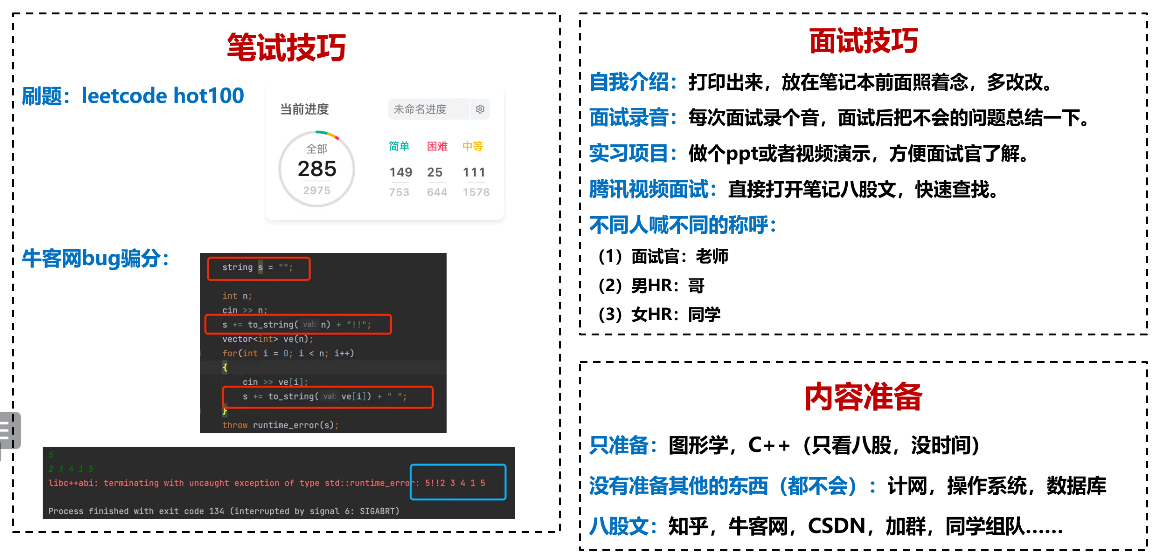 笔试技巧
刷题：leetcode hot100
当前进度
未命名进度
全部
285
2975
简单 困难 中等
149 25 111
753 644 1578
牛客网bug骗分：
string s = "";
int n;
cin >> n;
s += to_string( val: n) + "!!";
vector<int> ve(n);
for(int i = 0; i < n; i++)
{
cin >> ve[i];
s += to_string( val: ve[i]) + " ";
}
throw runtime_error(s);
5
2 3 4 1 5
libc++abi: terminating with uncaught exception of type std::runtime_error: 5!!2 3 4 1 5
Process finished with exit code 134 (interrupted by signal 6: SIGABRT)
面试技巧
自我介绍：打印出来，放在笔记本前面照着念，多改改。
面试录音：每次面试录个音，面试后把不会的问题总结一下。
实习项目：做个ppt或者视频演示，方便面试官了解。
腾讯视频面试：直接打开笔记八股文，快速查找。
不同人喊不同的称呼：
（1）面试官：老师
（2）男HR：哥
（3）女HR：同学
内容准备
只准备：图形学，C++（只看八股，没时间）
没有准备其他的东西（都不会）：计网，操作系统，数据库
八股文：知乎，牛客网，CSDN，加群，同学组队……